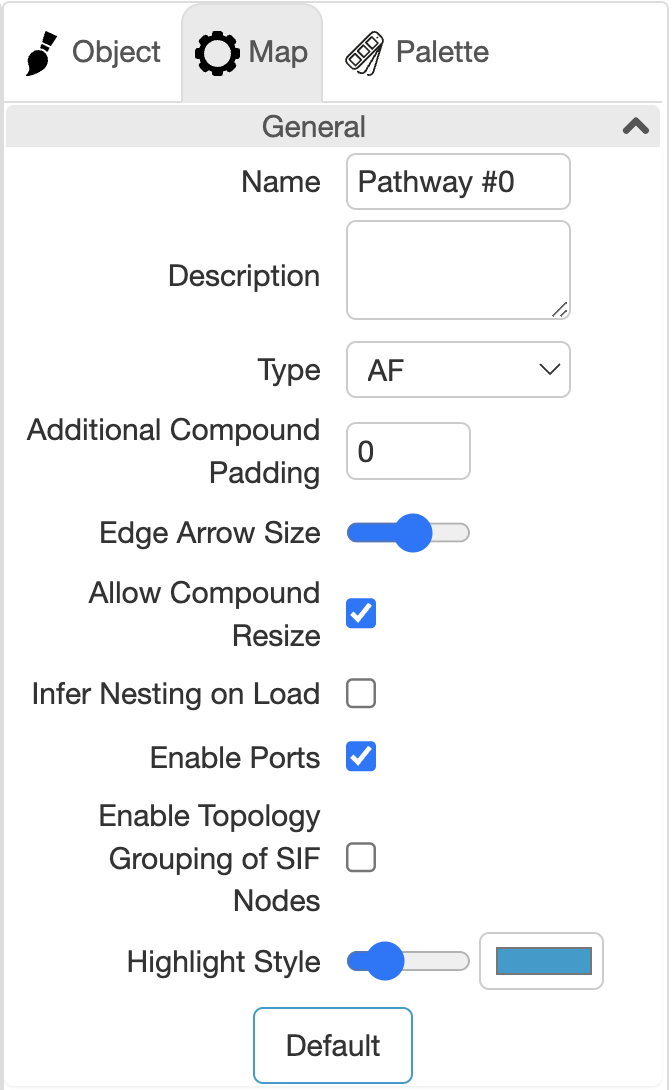 Object Map Palette
General
Name Pathway #0
Description
Type AF
Additional Compound
Padding 0
Edge Arrow Size
Allow Compound
Resize
Infer Nesting on Load
Enable Ports
Enable Topology
Grouping of SIF
Nodes
Highlight Style
Default